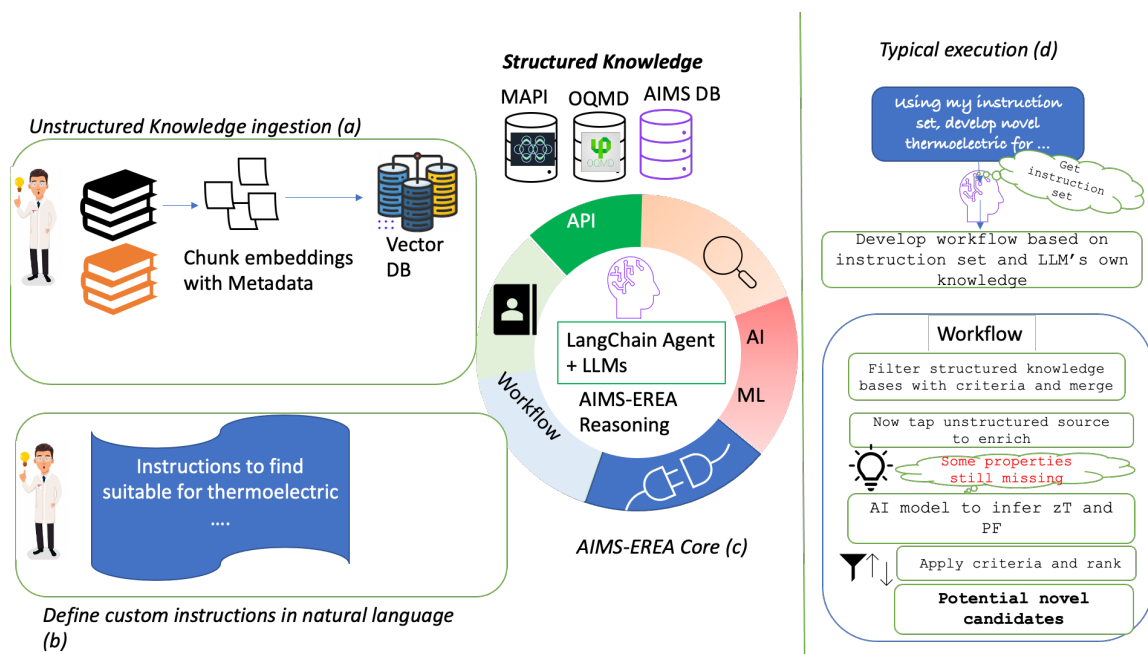 Unstructured Knowledge ingestion (a)
Chunk embeddings
with Metadata
Vector
DB
Instructions to find
suitable for thermoelectric
....
Define custom instructions in natural language
(b)
Structured Knowledge
MAPI
OQMD
AIMS DB
OQMD
API
AI
ML
Workflow
LangChain Agent
+ LLMs
AIMS-EREA
Reasoning
AIMS-EREA Core (c)
Typical execution (d)
Using my instruction
set, develop novel
thermoelectric for ...
Get
instruction
set
Develop workflow based on
instruction set and LLM's own
knowledge
Workflow
Filter structured knowledge
bases with criteria and merge
Now tap unstructured source
to enrich
Some properties
still missing
AI model to infer zT and
PF
Apply criteria and rank
Potential novel
candidates